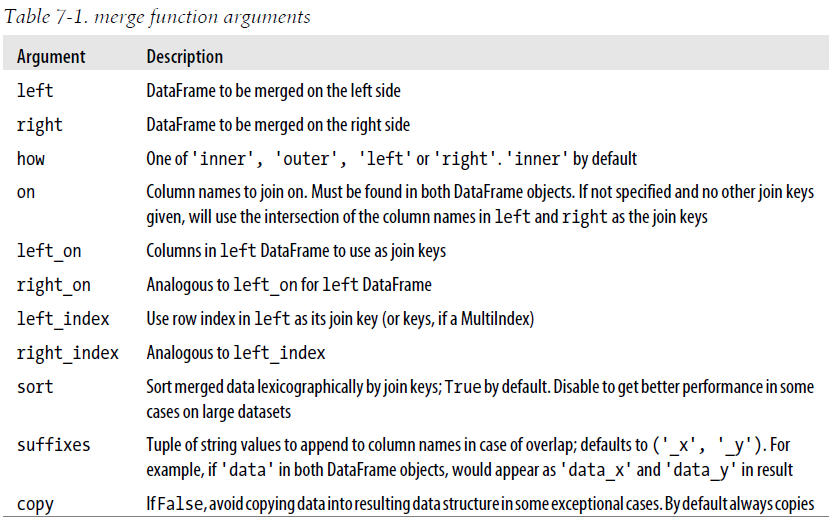 Table 7-1. merge function arguments
Argument Description
left DataFrame to be merged on the left side
right DataFrame to be merged on the right side
how One of 'inner', 'outer', 'left' or 'right'. 'inner' by default
on Column names to join on. Must be found in both DataFrame objects. If not specified and no other join keys
given, will use the intersection of the column names in left and right as the join keys
left_on Columns in left DataFrame to use as join keys
right_on Analogous to left_on for left DataFrame
left_index Use row index in left as its join key (or keys, if a MultiIndex)
right_index Analogous to left_index
sort Sort merged data lexicographically by join keys; True by default. Disable to get better performance in some
cases on large datasets
suffixes Tuple of string values to append to column names in case of overlap; defaults to ('_x', '_y'). For
example, if 'data' in both DataFrame objects, would appear as 'data_x' and 'data_y' in result
copy If False, avoid copying data into resulting data structure in some exceptional cases. By default always copies